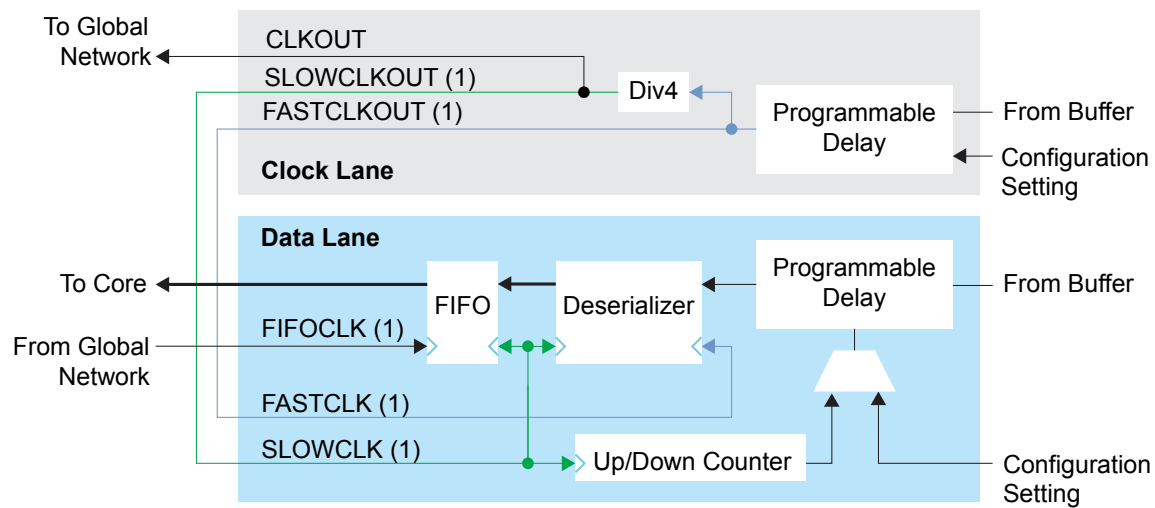 To Global
Network
CLKOUT
SLOWCLKOUT (1)
FASTCLKOUT (1)
Div4
Programmable
Delay
From Buffer
Configuration
Setting
Clock Lane
Data Lane
To Core
FIFO
Deserializer
Programmable
Delay
From Buffer
FIFOCLK (1)
From Global
Network
FASTCLK (1)
SLOWCLK (1)
Up/Down Counter
Configuration
Setting